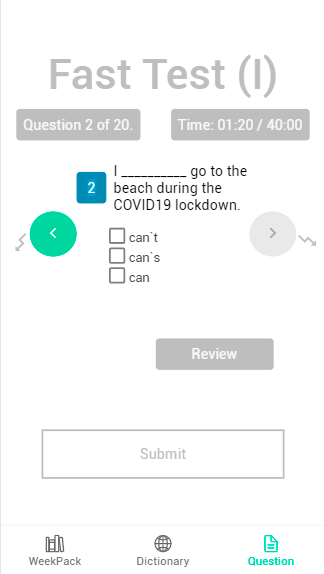 Fast Test (I)
Question 2 of 20.
Time: 01:20 / 40:00
2
I __________ go to the
beach during the
COVID19 lockdown.
can`t
can`s
can
Review
Submit
WeekPack
Dictionary
Question